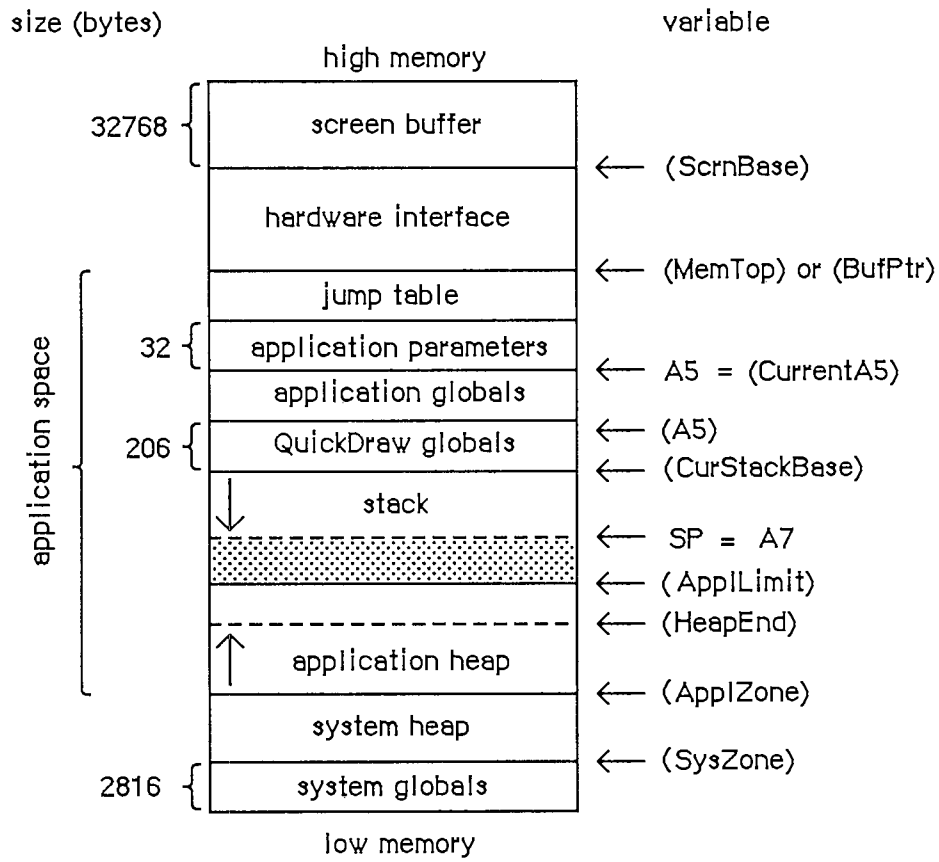 size (bytes)
variable
high memory
32768
screen buffer
(ScrnBase)
hardware interface
(MemTop) or (BufPtr)
jump table
32
application parameters
A5 = (CurrentA5)
application globals
(A5)
206
QuickDraw globals
(CurStackBase)
application space
stack
SP = A7
(ApplLimit)
(HeapEnd)
application heap
(ApplZone)
system heap
(SysZone)
2816
system globals
low memory